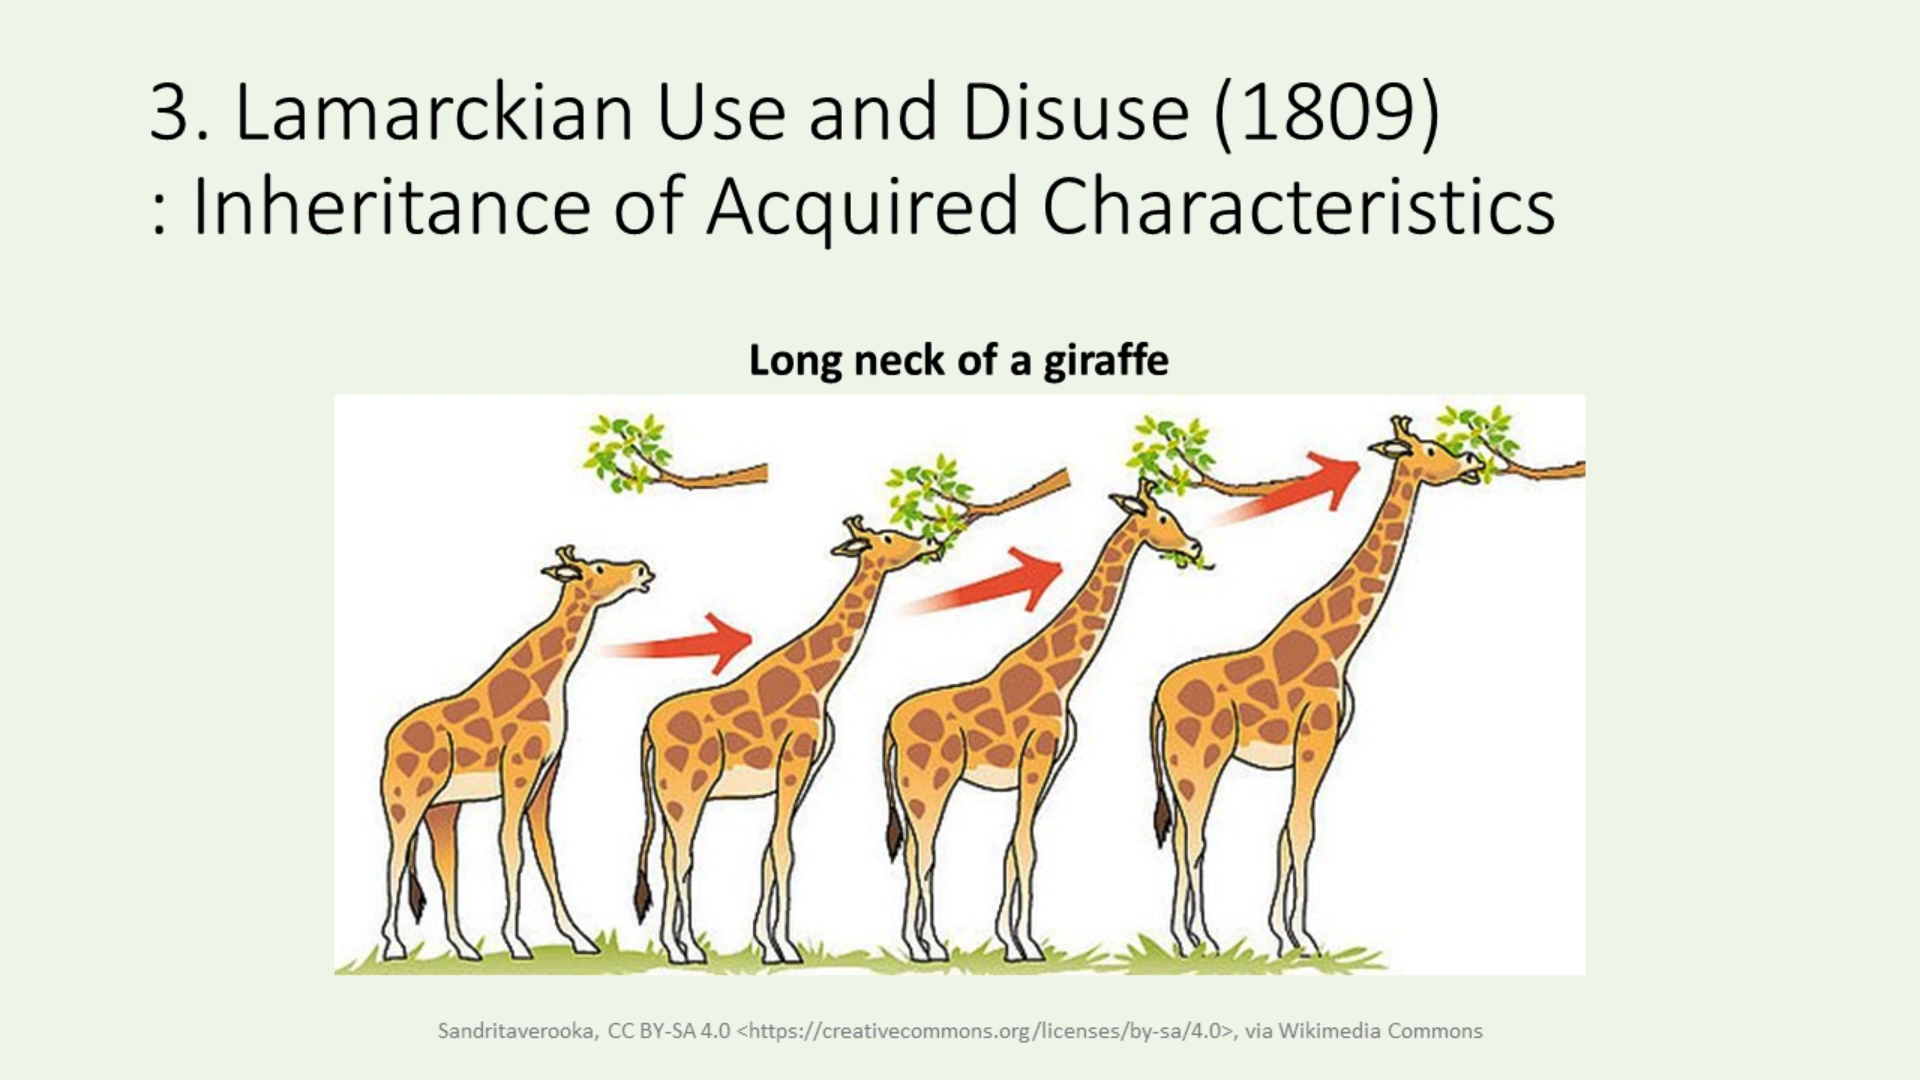 3. Lamarckian Use and Disuse (1809)
: Inheritance of Acquired Characteristics
Long neck of a giraffe
Sandritaverooka, CC BY-SA 4.0 <https://creativecommons.org/licenses/by-sa/4.0>, via Wikimedia Commons